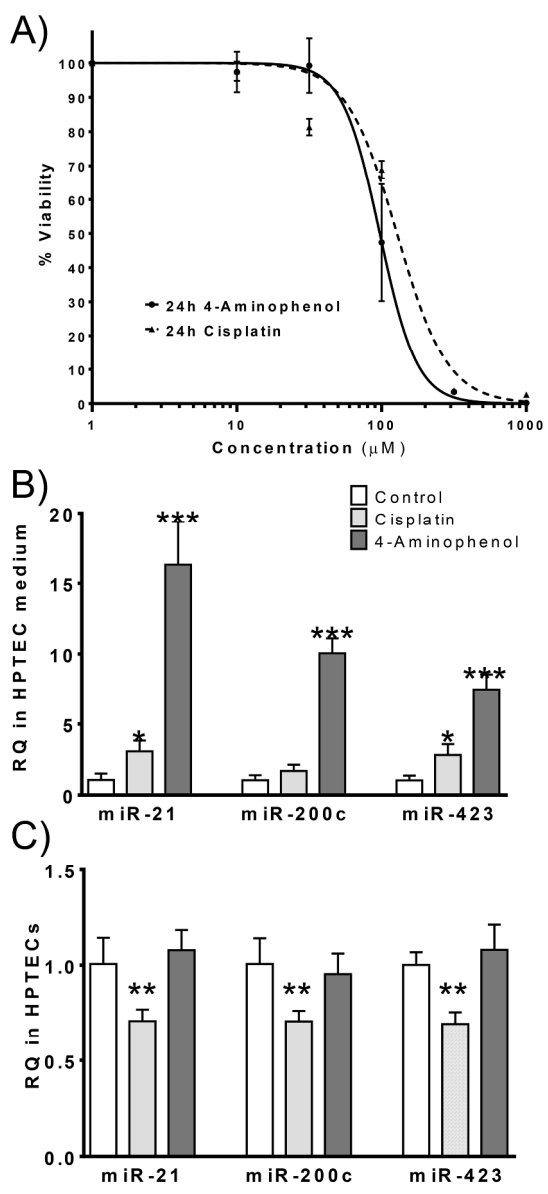 A)
100
90
80
70
60
50
40
30
20
10
0
% Viability
24h 4-Aminophenol
24h Cisplatin
1 10 100 1000
Concentration (µM)
B)
Control
Cisplatin
4-Aminophenol
20
15
10
5
0
RQ in HPTEC medium
* *** *** * ***
miR-21 miR-200c miR-423
C)
1.5
1.0
0.5
0.0
RQ in HPTECs
** ** **
miR-21 miR-200c miR-423